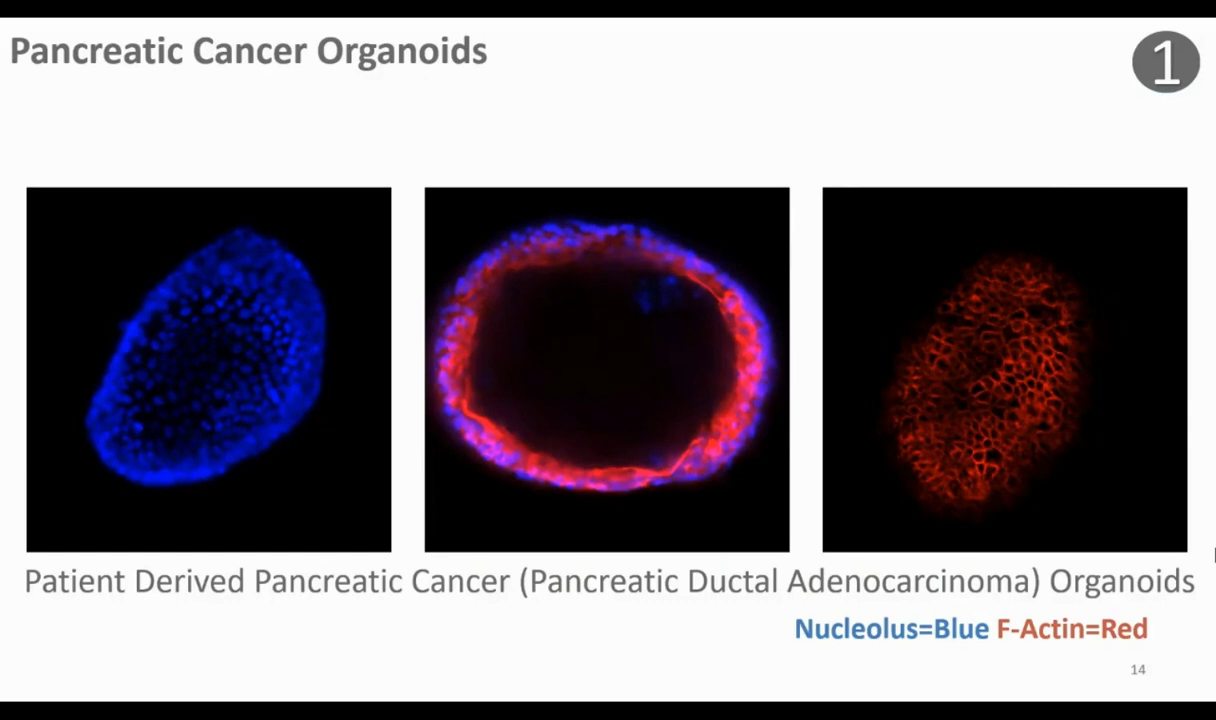 Pancreatic Cancer Organoids
1
Patient Derived Pancreatic Cancer (Pancreatic Ductal Adenocarcinoma) Organoids
Nucleolus=Blue F-Actin=Red
14